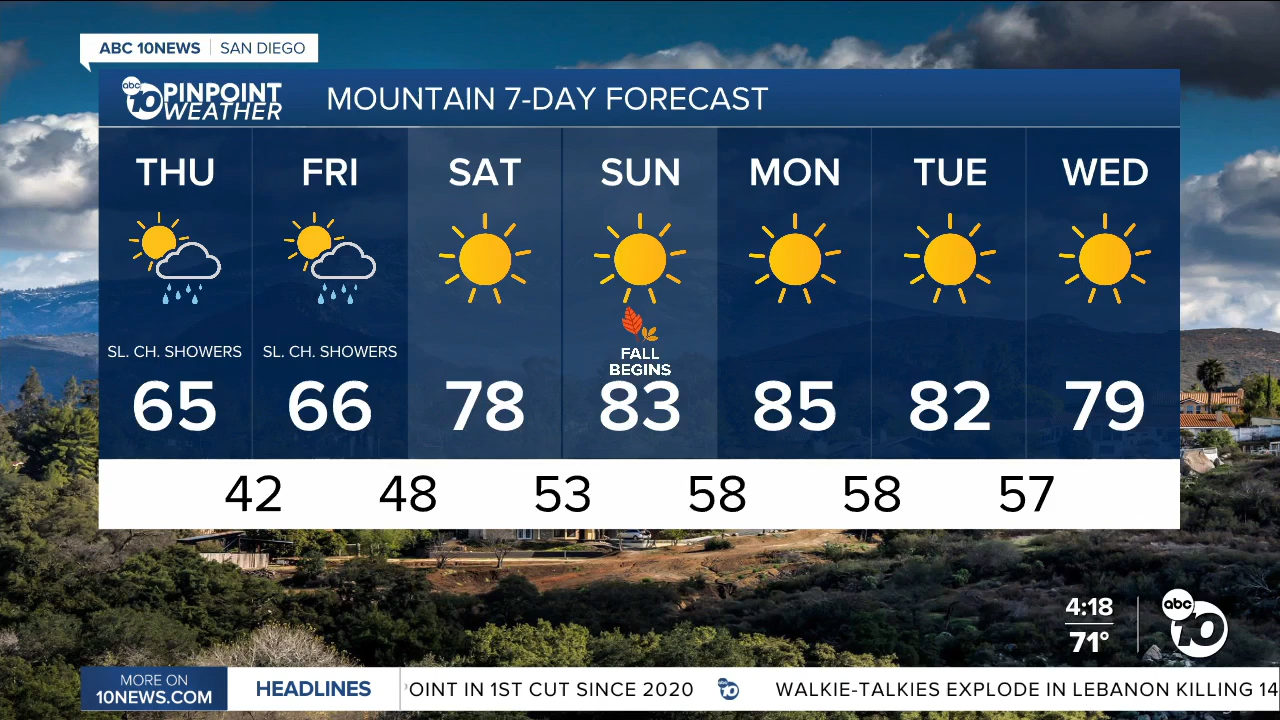 ABC 10NEWS | SAN DIEGO
abc 10 PINPOINT WEATHER
MOUNTAIN 7-DAY FORECAST
THU FRI SAT SUN MON TUE WED
SL. CH. SHOWERS SL. CH. SHOWERS
FALL
BEGINS
65 66 78 83 85 82 79
42 48 53 58 58 57
4:18
71°
abc 10
MORE ON
10NEWS.COM
HEADLINES
OINT IN 1ST CUT SINCE 2020 abc 10 WALKIE-TALKIES EXPLODE IN LEBANON KILLING 14